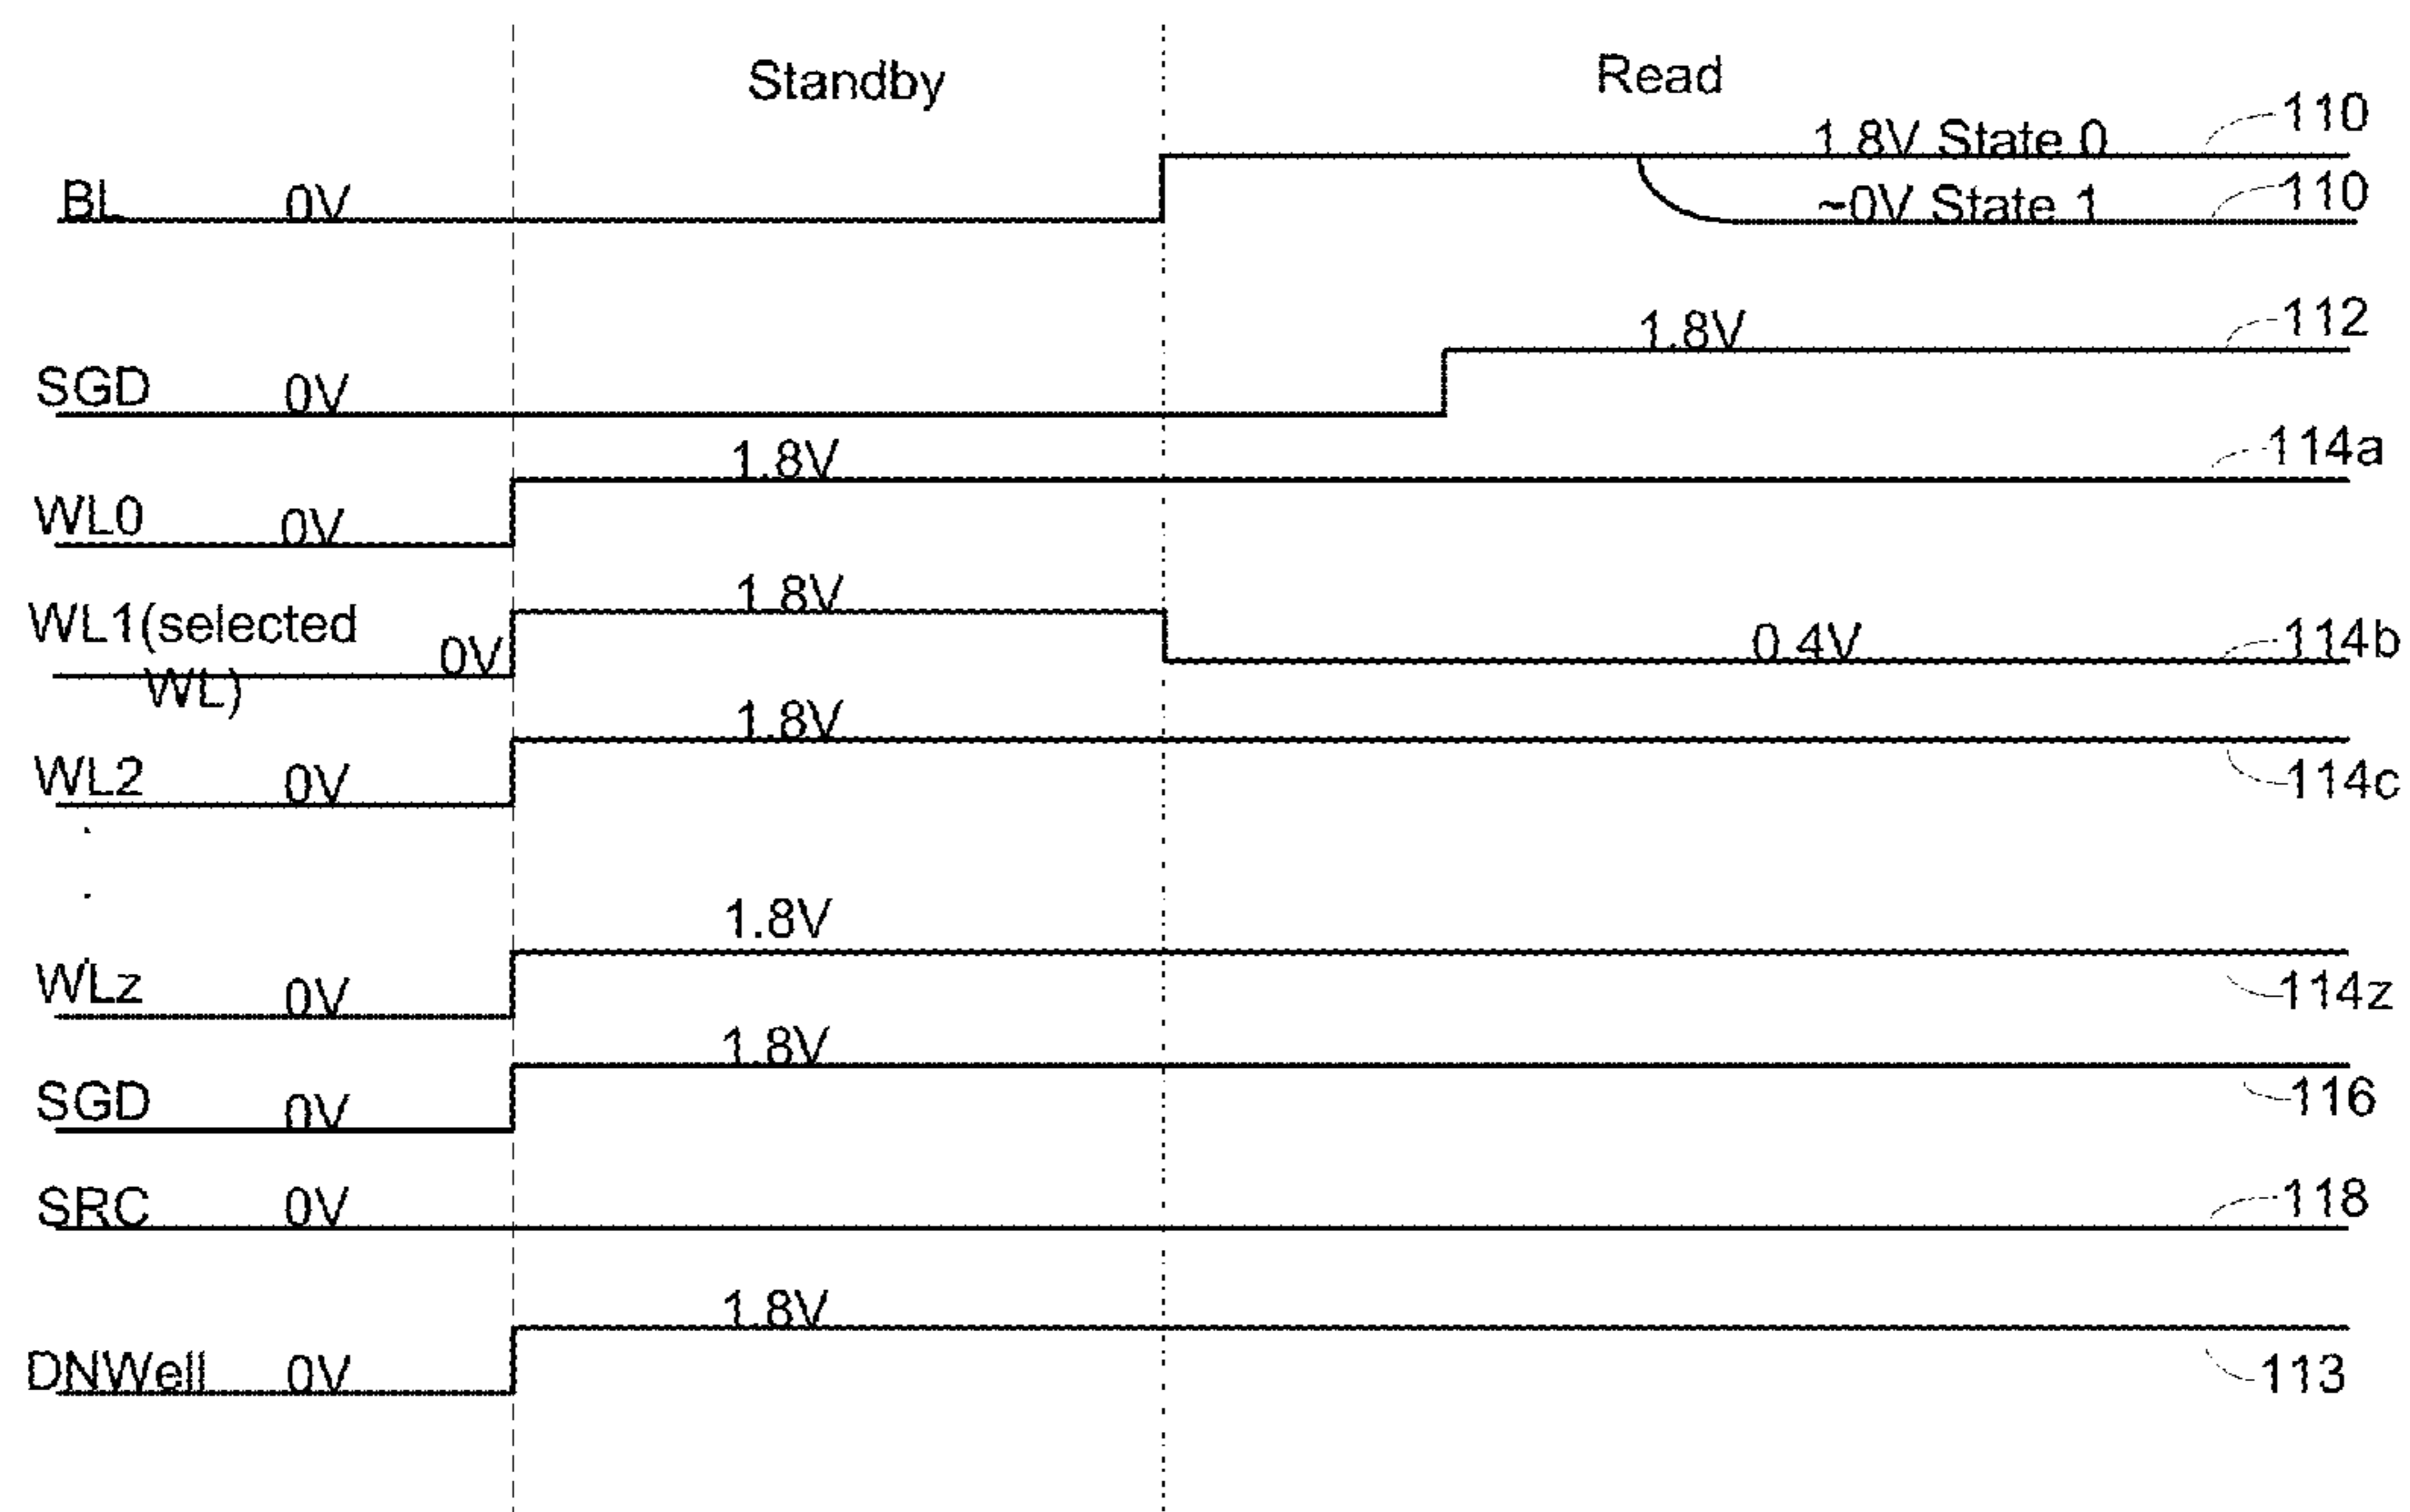 Standby Read
1.8V State 0 110
BL 0V ~0V State 1 110
1.8V 112
SGD 0V
1.8V 114a
WL0 0V
1.8V
WL1(selected 0V 0.4V 114b
WL)
1.8V
WL2 0V 114c
1.8V
WLz 0V 114z
1.8V
SGD 0V 116
SRC 0V 118
1.8V
DNWell 0V 113